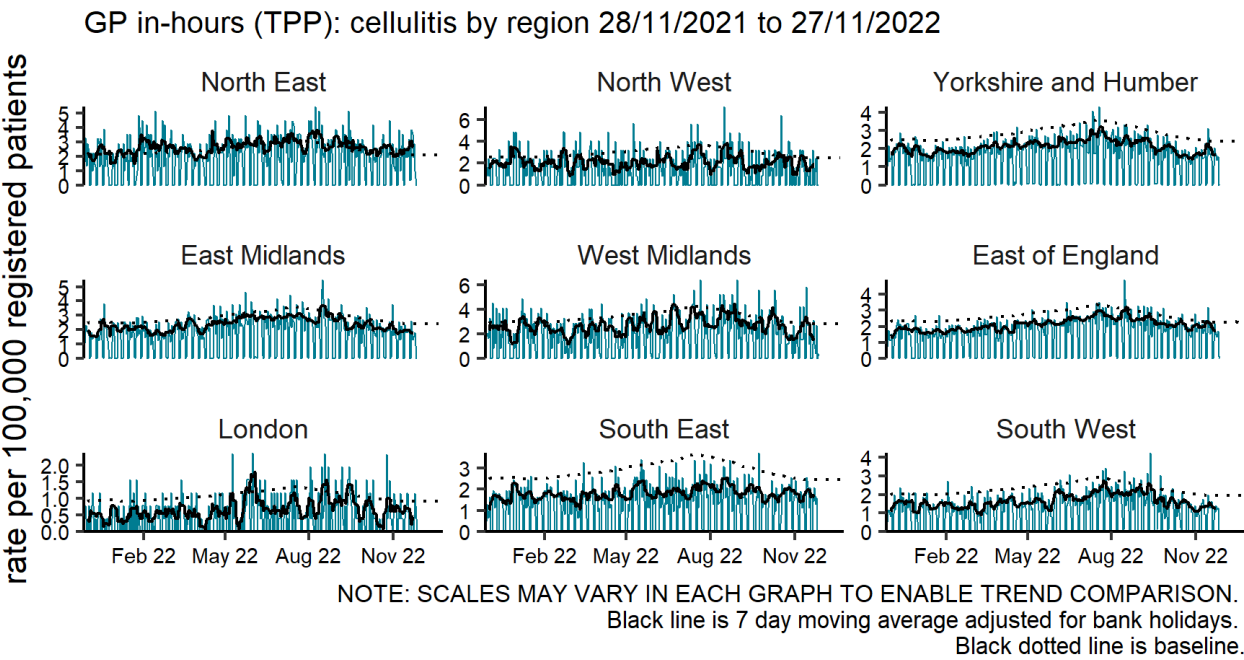 GP in-hours (TPP): cellulitis by region 28/11/2021 to 27/11/2022
rate per 100,000 registered patients
North East
5
4
3
2
1
0
North West
6
4
2
0
Yorkshire and Humber
4
3
2
1
0
East Midlands
5
4
3
2
1
0
West Midlands
6
4
2
0
East of England
4
3
2
1
0
London
2.0
1.5
1.0
0.5
0.0
South East
3
2
1
0
South West
4
3
2
1
0
Feb 22 May 22 Aug 22 Nov 22
Feb 22 May 22 Aug 22 Nov 22
Feb 22 May 22 Aug 22 Nov 22
NOTE: SCALES MAY VARY IN EACH GRAPH TO ENABLE TREND COMPARISON.
Black line is 7 day moving average adjusted for bank holidays.
Black dotted line is baseline.